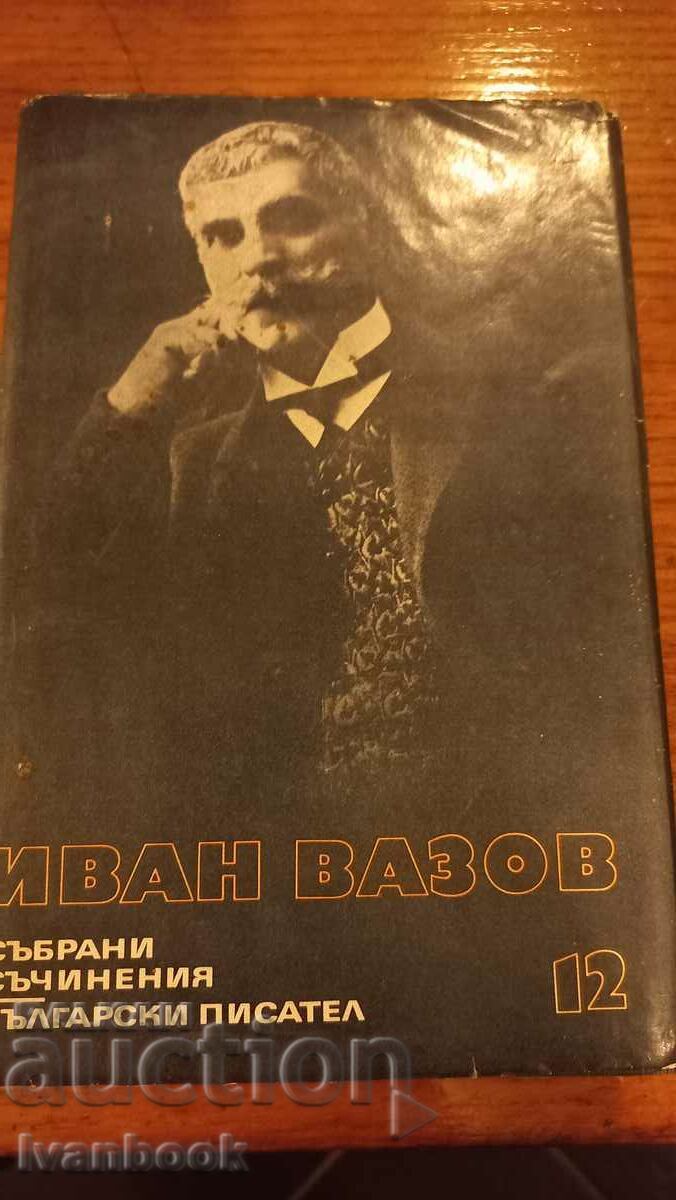 ИВАН ВАЗОВ
СЪБРАНИ
СЪЧИНЕНИЯ
12
БЪЛГАРСКИ ПИСАТЕЛ
auction
Ivanbook